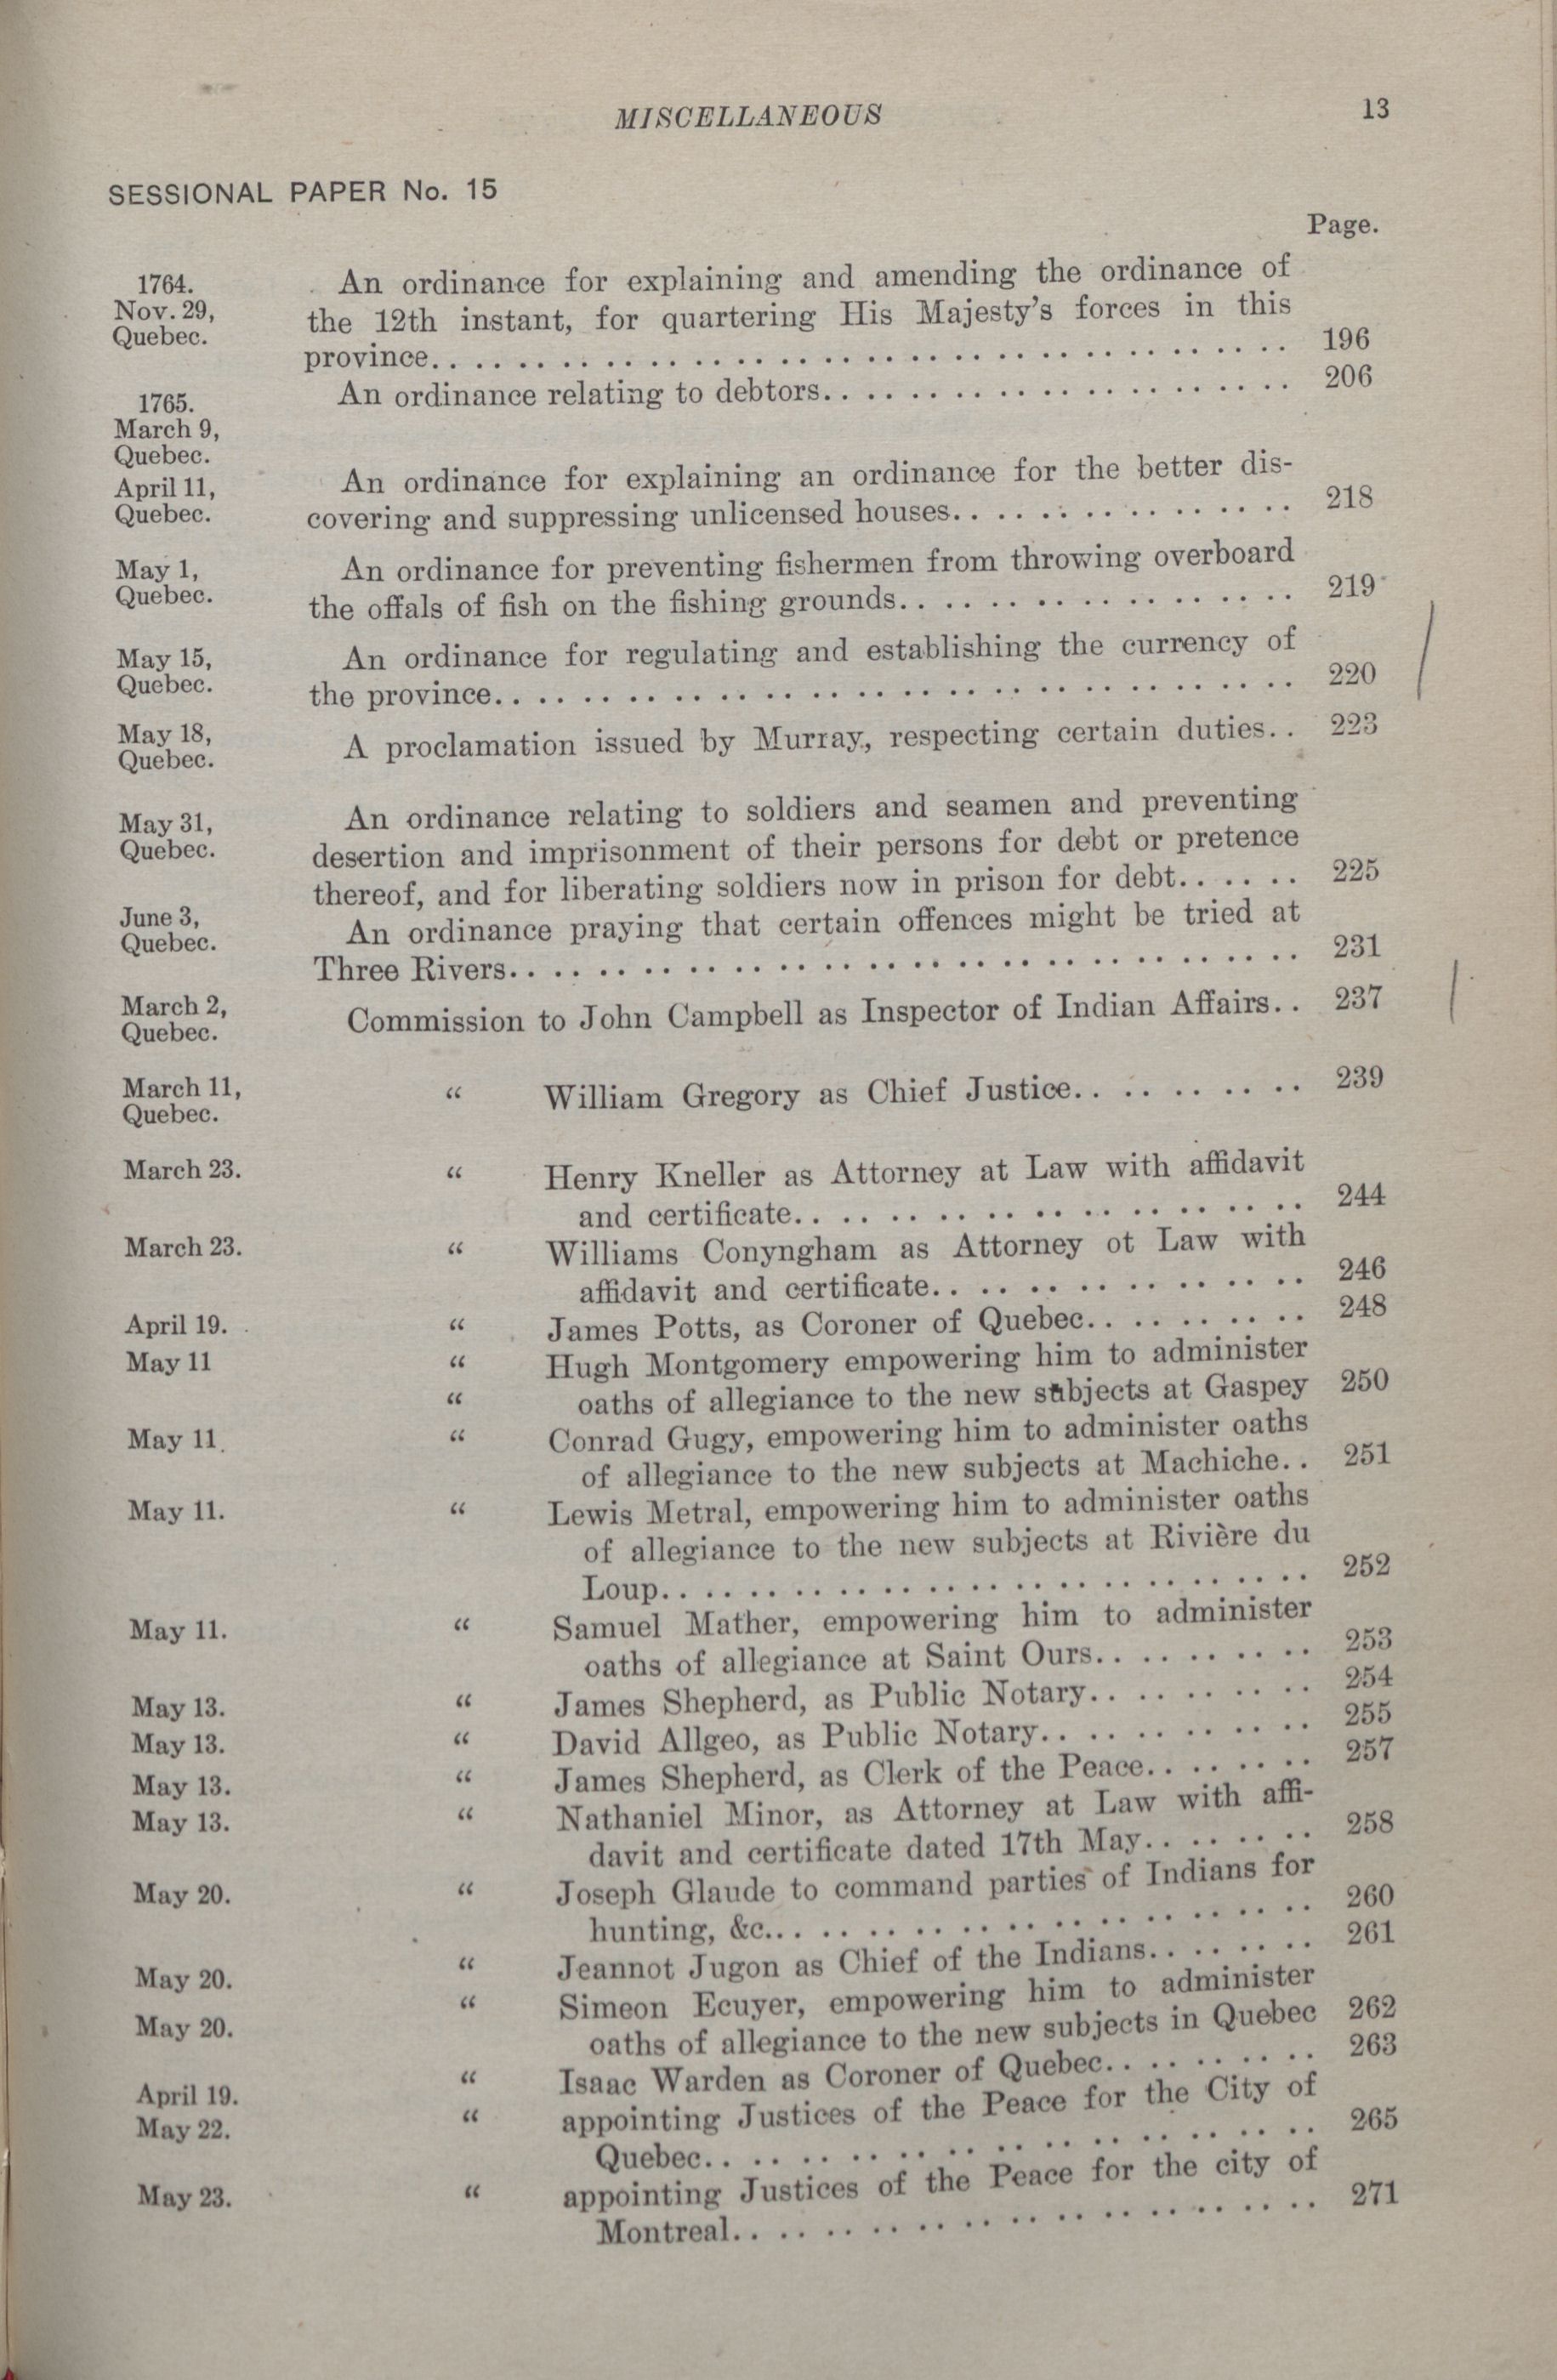 MISCELLANEOUS 13
SESSIONAL PAPER No. 15
Page.
1764. An ordinance for explaining and amending the ordinance of
Nov. 29, the 12th instant, for quartering His Majesty's forces in this
Quebec. province.. .. .. .. .. .. .. .. .. .. .. .. .. .. .. .. .. .. .. .. 196
1765. An ordinance relating to debtors.. .. .. .. .. .. .. .. .. .. .. 206
March 9,
Quebec.
April 11, An ordinance for explaining an ordinance for the better dis-
Quebec. covering and suppressing unlicensed houses.. .. .. .. .. .. .. .. 218
May 1, An ordinance for preventing fishermen from throwing overboard
Quebec. the offals of fish on the fishing grounds.. .. .. .. .. .. .. .. .. 219
May 15, An ordinance for regulating and establishing the currency of
Quebec. the province.. .. .. .. .. .. .. .. .. .. .. .. .. .. .. .. .. .. 220
May 18, A proclamation issued by Murray, respecting certain duties.. 223
Quebec.
May 31, An ordinance relating to soldiers and seamen and preventing
Quebec. desertion and imprisonment of their persons for debt or pretence
thereof, and for liberating soldiers now in prison for debt.. .. .. 225
June 3, An ordinance praying that certain offences might be tried at
Quebec. Three Rivers.. .. .. .. .. .. .. .. .. .. .. .. .. .. .. .. .. .. 231
March 2, Commission to John Campbell as Inspector of Indian Affairs.. 237
Quebec.
March 11, “ William Gregory as Chief Justice.. .. .. .. .. 239
Quebec.
March 23. “ Henry Kneller as Attorney at Law with affidavit
and certificate.. .. .. .. .. .. .. .. .. .. .. 244
March 23. “ Williams Conyngham as Attorney ot Law with
affidavit and certificate.. .. .. .. .. .. .. .. 246
April 19. “ James Potts, as Coroner of Quebec.. .. .. .. .. 248
May 11 “ Hugh Montgomery empowering him to administer
“ oaths of allegiance to the new subjects at Gaspey 250
May 11. “ Conrad Gugy, empowering him to administer oaths
of allegiance to the new subjects at Machiche.. 251
May 11. “ Lewis Metral, empowering him to administer oaths
of allegiance to the new subjects at Rivière du
Loup.. .. .. .. .. .. .. .. .. .. .. .. .. .. .. 252
May 11. “ Samuel Mather, empowering him to administer
oaths of allegiance at Saint Ours.. .. .. .. .. 253
May 13. “ James Shepherd, as Public Notary.. .. .. .. .. 254
May 13. “ David Allgeo, as Public Notary.. .. .. .. .. .. 255
May 13. “ James Shepherd, as Clerk of the Peace.. .. .. .. 257
May 13. “ Nathaniel Minor, as Attorney at Law with affi-
davit and certificate dated 17th May.. .. .. .. 258
May 20. “ Joseph Glaude to command parties of Indians for
hunting, &c... .. .. .. .. .. .. .. .. .. .. .. 260
May 20. “ Jeannot Jugon as Chief of the Indians.. .. .. .. 261
May 20. “ Simeon Ecuyer, empowering him to administer
oaths of allegiance to the new subjects in Quebec 262
April 19. “ Isaac Warden as Coroner of Quebec.. .. .. .. .. 263
May 22. “ appointing Justices of the Peace for the City of
Quebec.. .. .. .. .. .. .. .. .. .. .. .. .. 265
May 23. “ appointing Justices of the Peace for the city of
Montreal.. .. .. .. .. .. .. .. .. .. .. .. .. 271